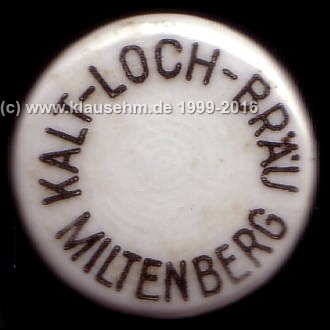 KALT-LOCH-BRÄU
MILTENBERG
(c) www.klausehm.de 1999-2016